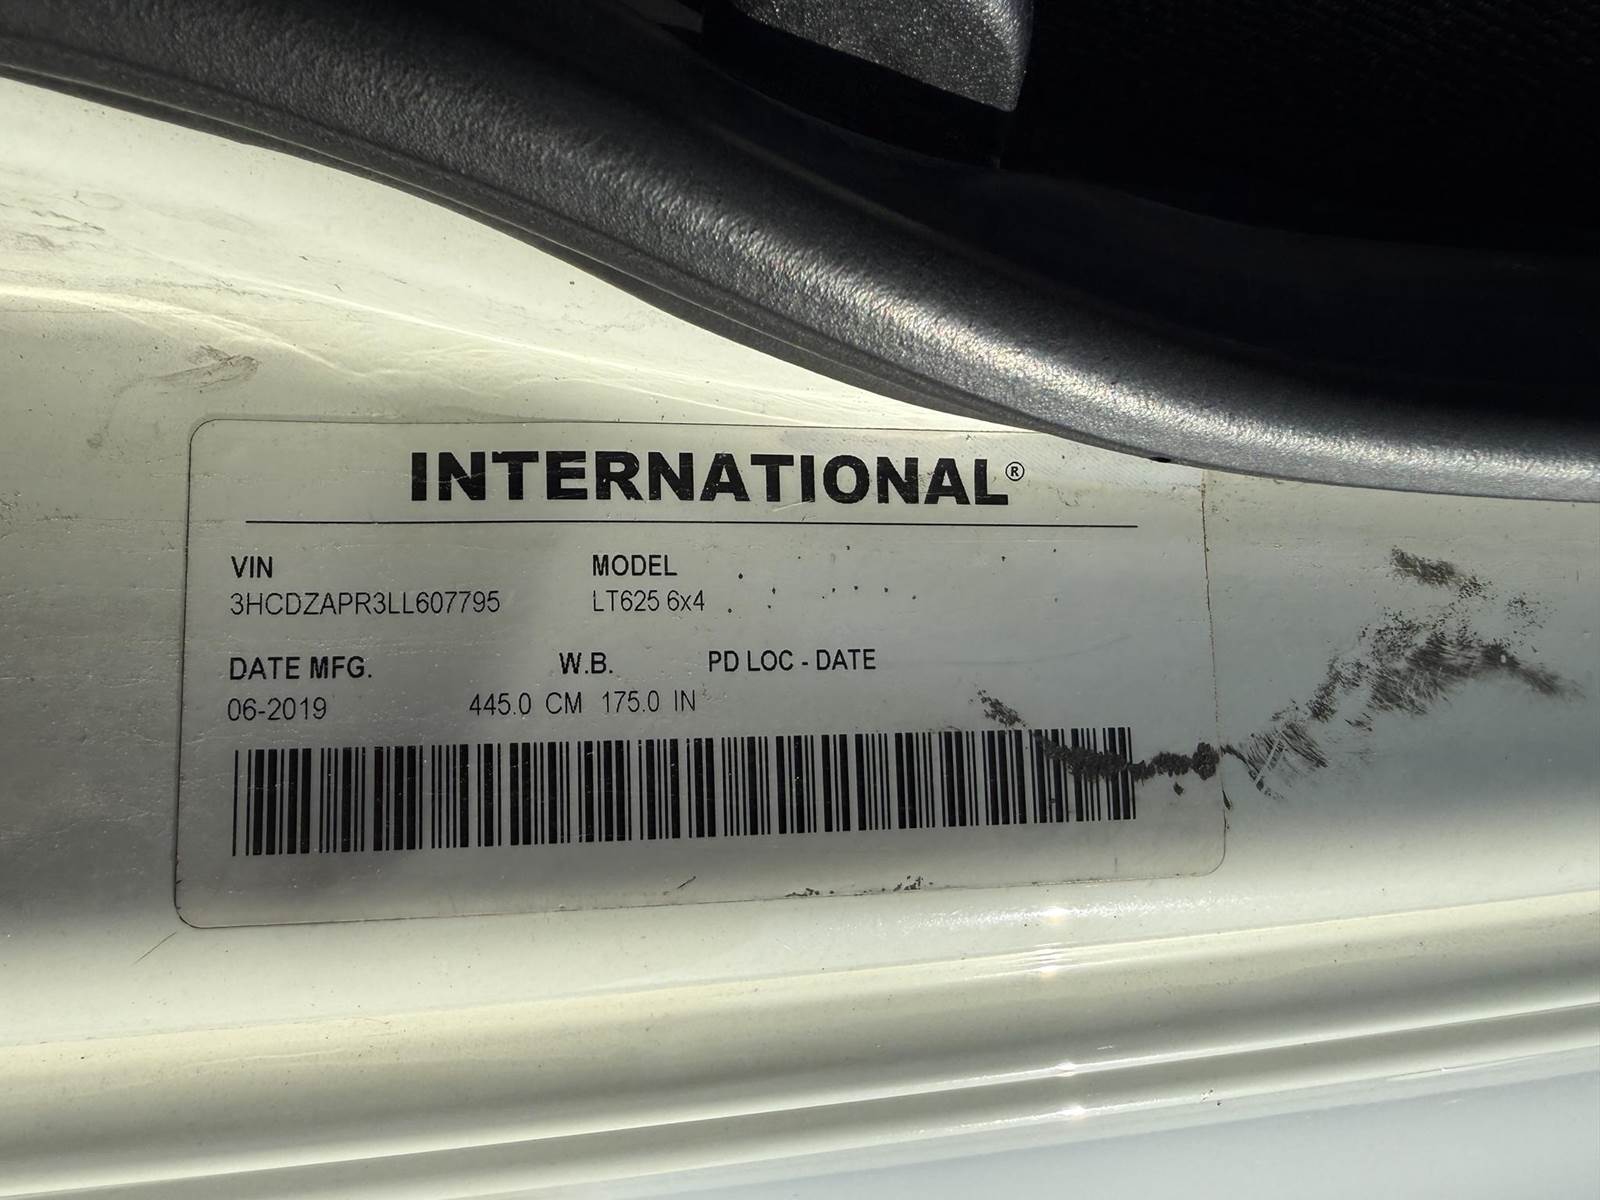 INTERNATIONAL®
VIN MODEL
3HCDZAPR3LL607795 LT625 6x4
DATE MFG. W.B. PD LOC - DATE
06-2019 445.0 CM 175.0 IN